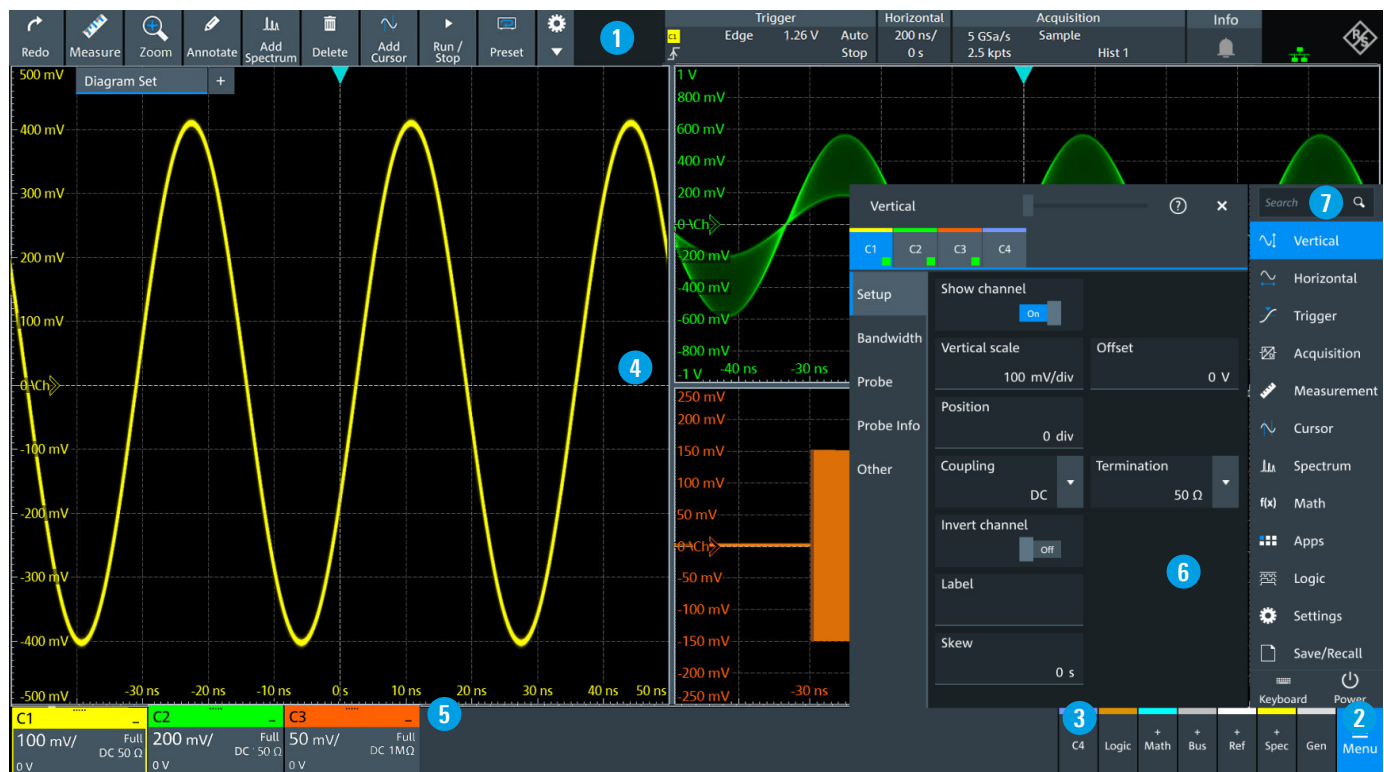 Redo
Measure
Zoom
Annotate
Add Spectrum
Delete
Add Cursor
Run / Stop
Preset
1
Trigger
C1
Edge
1.26 V
Auto
Stop
Horizontal
200 ns/
0 s
Acquisition
5 GSa/s
Sample
2.5 kpts
Hist 1
Info
R&S
Diagram Set
+
500 mV
400 mV
300 mV
200 mV
100 mV
0 \Ch
-100 mV
-200 mV
-300 mV
-400 mV
-500 mV
-30 ns
-20 ns
-10 ns
0 s
10 ns
20 ns
30 ns
40 ns
50 ns
4
1 V
800 mV
600 mV
400 mV
200 mV
0 \Ch
-200 mV
-400 mV
-600 mV
-800 mV
-1 V
-40 ns
-30 ns
250 mV
200 mV
150 mV
100 mV
50 mV
0 \Ch
-50 mV
-100 mV
-150 mV
-200 mV
-250 mV
-30 ns
Vertical
?
C1
C2
C3
C4
Setup
Bandwidth
Probe
Probe Info
Other
Show channel
On
Vertical scale
100 mV/div
Offset
0 V
Position
0 div
Coupling
DC
Termination
50 Ω
Invert channel
Off
Label
Skew
0 s
6
Search
7
Vertical
Horizontal
Trigger
Acquisition
Measurement
Cursor
Spectrum
f(x) Math
Apps
Logic
Settings
Save/Recall
Keyboard
Power
C1
100 mV/
Full
DC 50 Ω
0 V
C2
200 mV/
Full
DC 50 Ω
0 V
C3
50 mV/
Full
DC 1MΩ
0 V
5
3
C4
Logic
+
Math
+
Bus
+
Ref
+
Spec
Gen
2
Menu